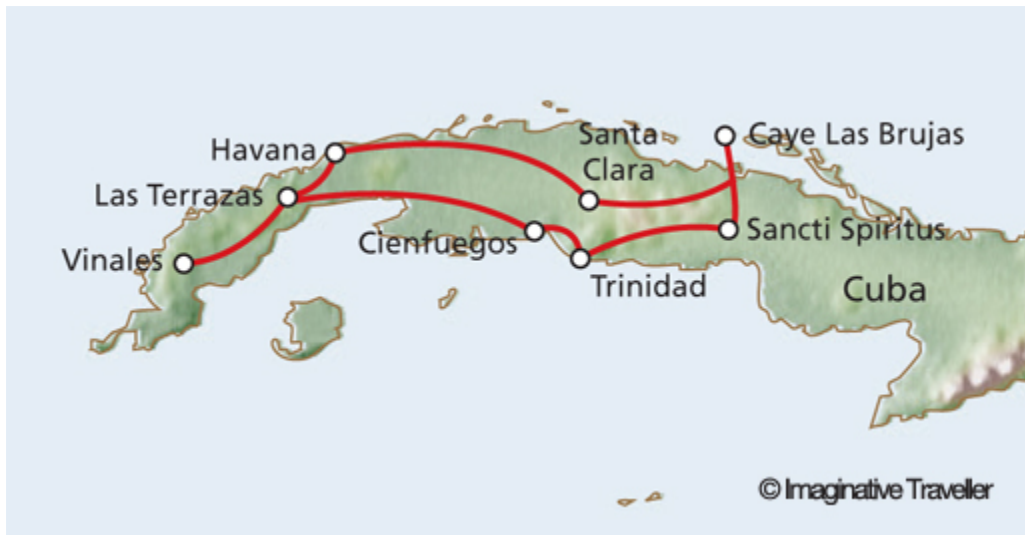 Santa
Clara
Caye Las Brujas
Havana
Las Terrazas
Vinales
Cienfuegos
Sancti Spiritus
Trinidad
Cuba
© Imaginative Traveller